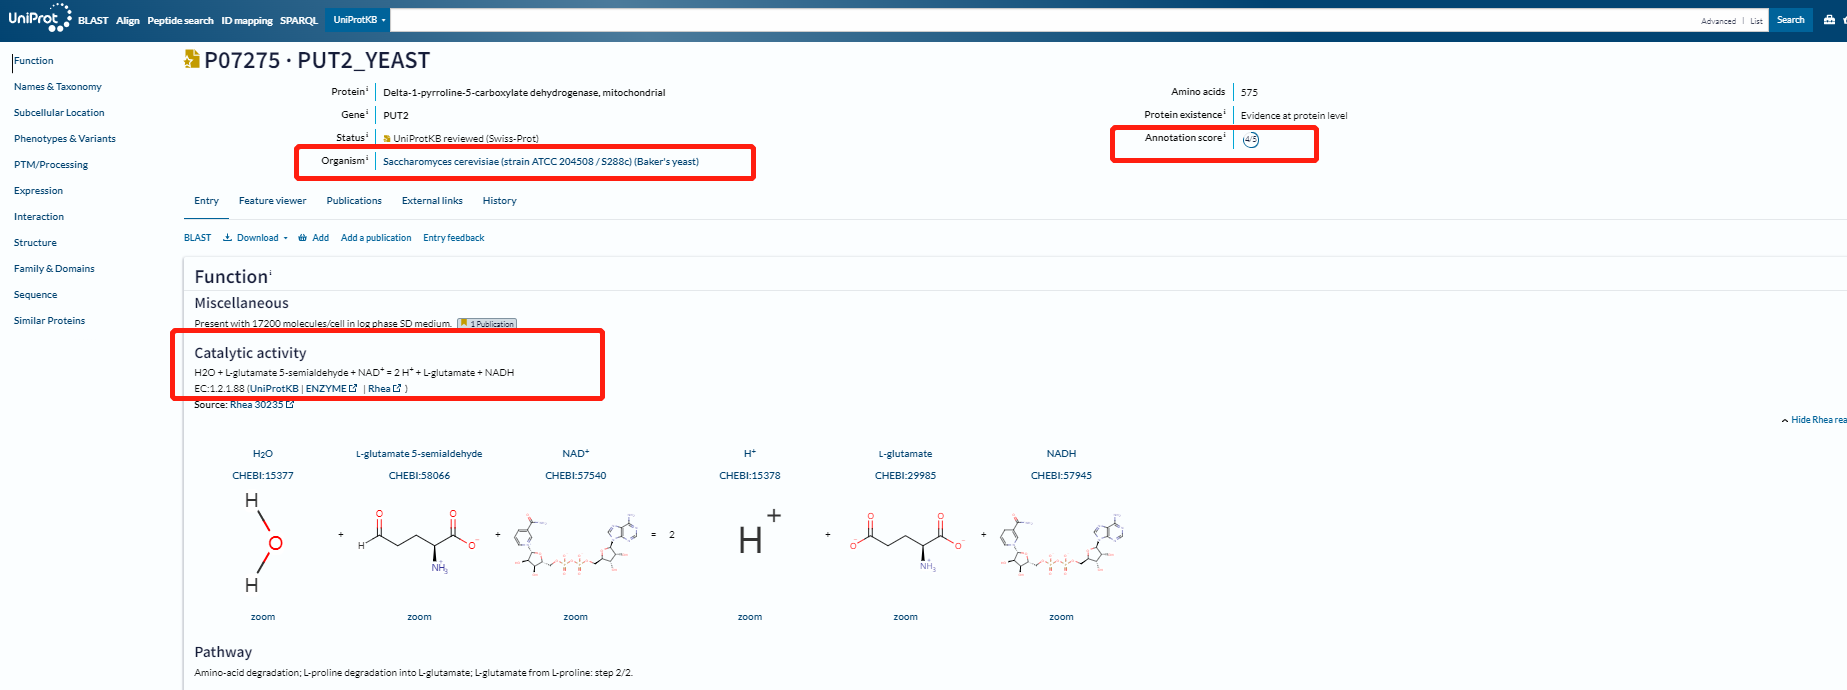 UniProt BLAST Align Peptide search ID mapping SPARQL UniProtKB Advanced | List Search
Function
Names & Taxonomy
Subcellular Location
Phenotypes & Variants
PTM/Processing
Expression
Interaction
Structure
Family & Domains
Sequence
Similar Proteins
P07275 · PUT2_YEAST
Protein i Delta-1-pyrroline-5-carboxylate dehydrogenase, mitochondrial
Gene i PUT2
Status i UniProtKB reviewed (Swiss-Prot)
Organism i Saccharomyces cerevisiae (strain ATCC 204508 / S288c) (Baker's yeast)
Amino acids 575
Protein existence i Evidence at protein level
Annotation score i 4/5
Entry Feature viewer Publications External links History
BLAST Download Add Add a publication Entry feedback
Function i
Miscellaneous
Present with 17200 molecules/cell in log phase SD medium. 1 Publication
Catalytic activity
H2O + L-glutamate 5-semialdehyde + NAD+ = 2 H+ + L-glutamate + NADH
EC:1.2.1.88 (UniProtKB | ENZYME | Rhea )
Source: Rhea 30235
Hide Rhea rea
H2O L-glutamate 5-semialdehyde NAD+ H+ L-glutamate NADH
CHEBI:15377 CHEBI:58066 CHEBI:57540 CHEBI:15378 CHEBI:29985 CHEBI:57945
H O H + H O O O- NH3+ + = 2 H+ + O O- O O- NH3+ +
zoom zoom zoom zoom zoom zoom
Pathway
Amino-acid degradation; L-proline degradation into L-glutamate; L-glutamate from L-proline: step 2/2.